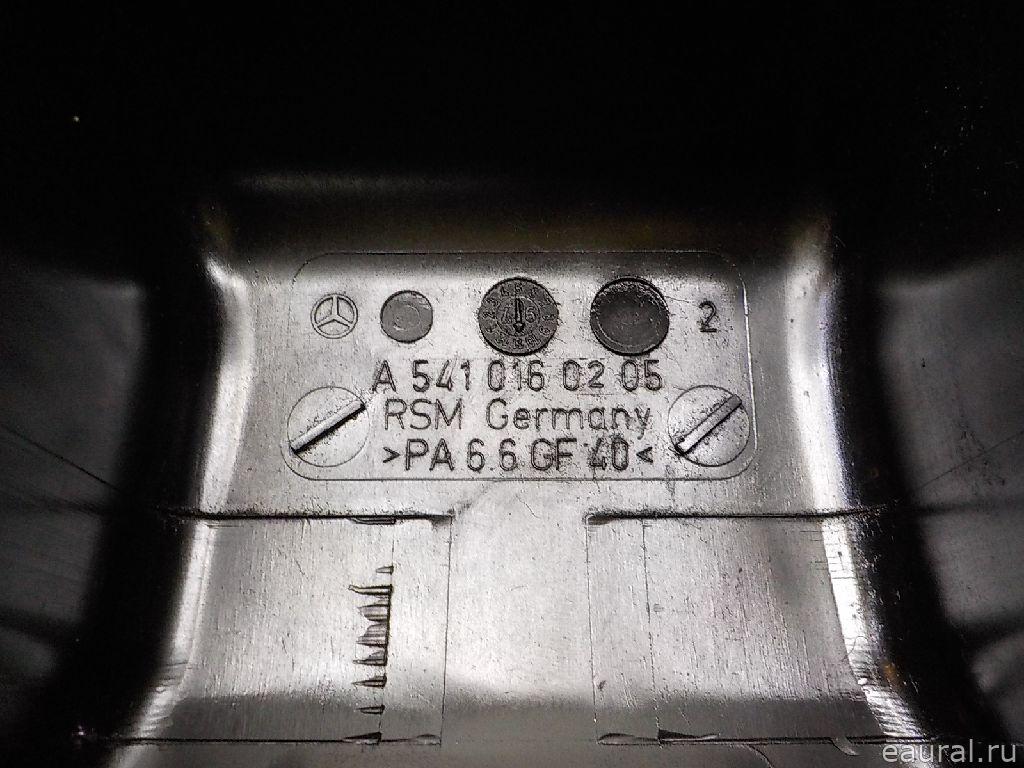 2
A 541 016 02 05
RSM Germany
>PA 6.6 GF 40<
eaural.ru